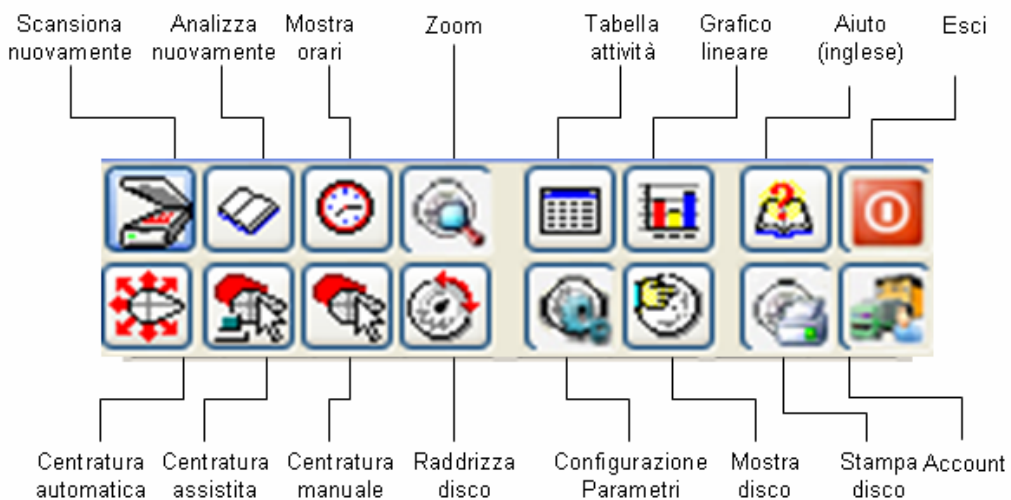 Scansiona nuovamente
Analizza nuovamente
Mostra orari
Zoom
Tabella attività
Grafico lineare
Aiuto (inglese)
Esci
Centratura automatica
Centratura assistita
Centratura manuale
Raddrizza disco
Configurazione Parametri
Mostra disco
Stampa disco
Account